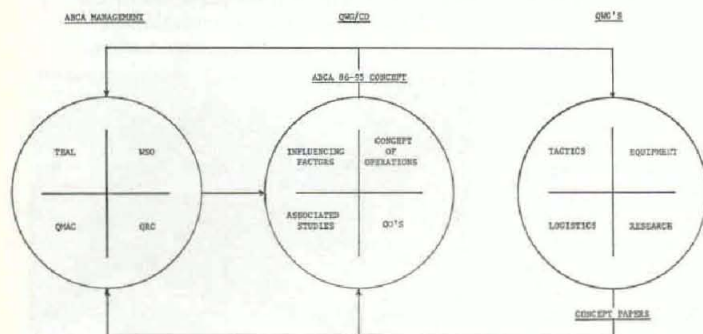 ABCA MANAGEMENT
QWG/CD
QWG'S
ABCA 86-95 CONCEPT
TEAL
WSO
QMAC
QRC
INFLUENCING FACTORS
CONCEPT OF OPERATIONS
ASSOCIATED STUDIES
OO'S
TACTICS
EQUIPMENT
LOGISTICS
RESEARCH
CONCEPT PAPERS